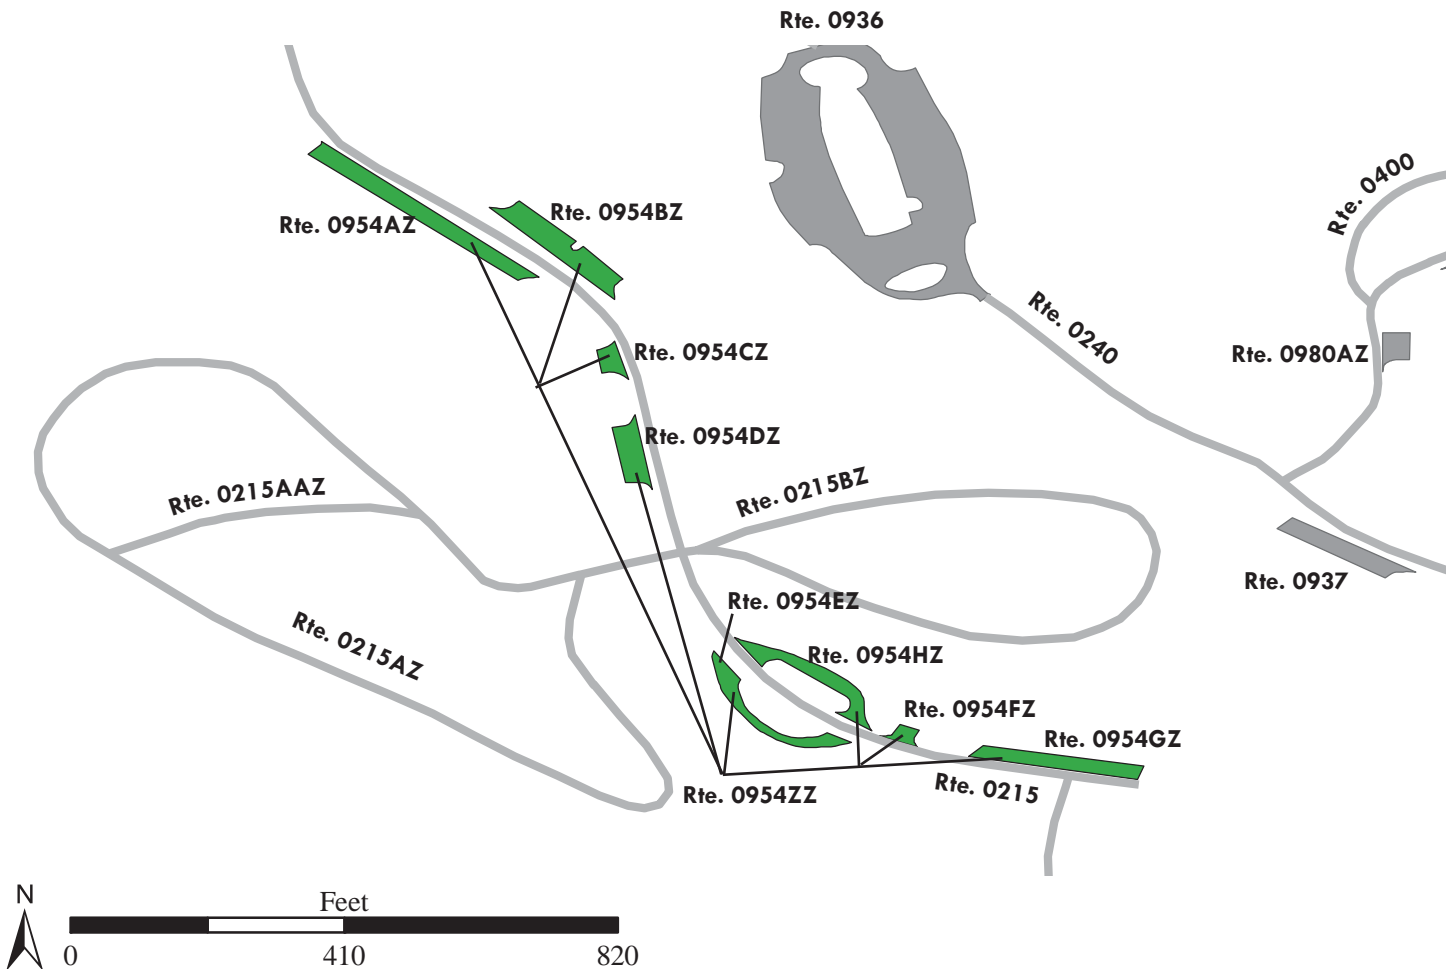 Rte. 0936
Rte. 0400
Rte. 0954BZ
Rte. 0954AZ
Rte. 0240
Rte. 0954CZ
Rte. 0980AZ
Rte. 0954DZ
Rte. 0215AAZ
Rte. 0215BZ
Rte. 0937
Rte. 0954EZ
Rte. 0215AZ
Rte. 0954HZ
Rte. 0954FZ
Rte. 0954GZ
Rte. 0954ZZ
Rte. 0215
N
Feet
0
410
820